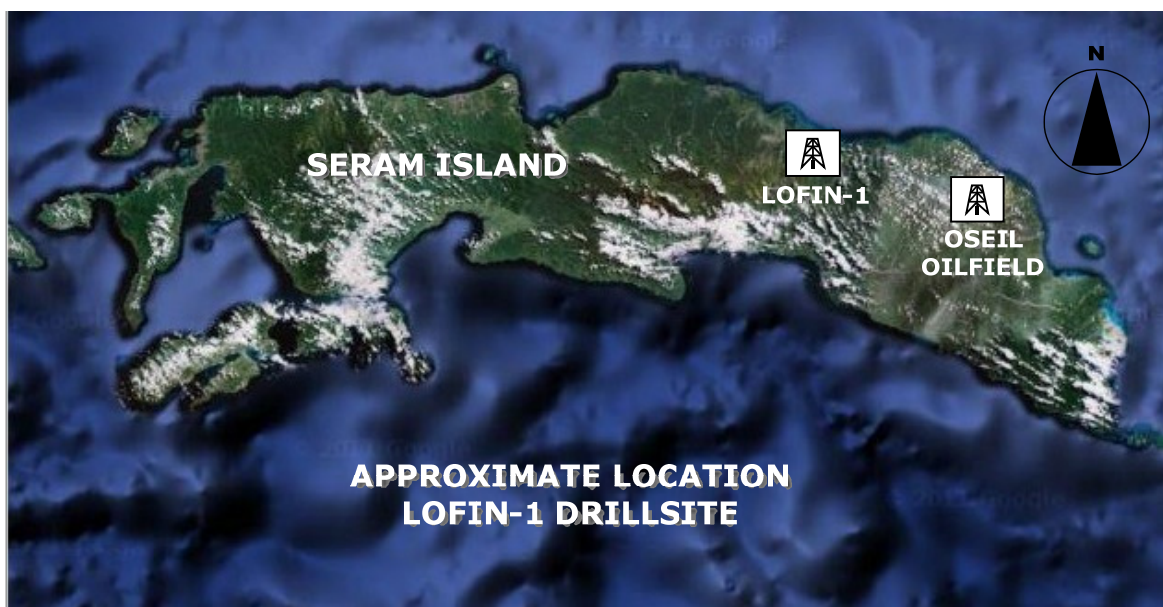 N
SERAM ISLAND
LOFIN-1
OSEIL
OILFIELD
APPROXIMATE LOCATION
LOFIN-1 DRILLSITE